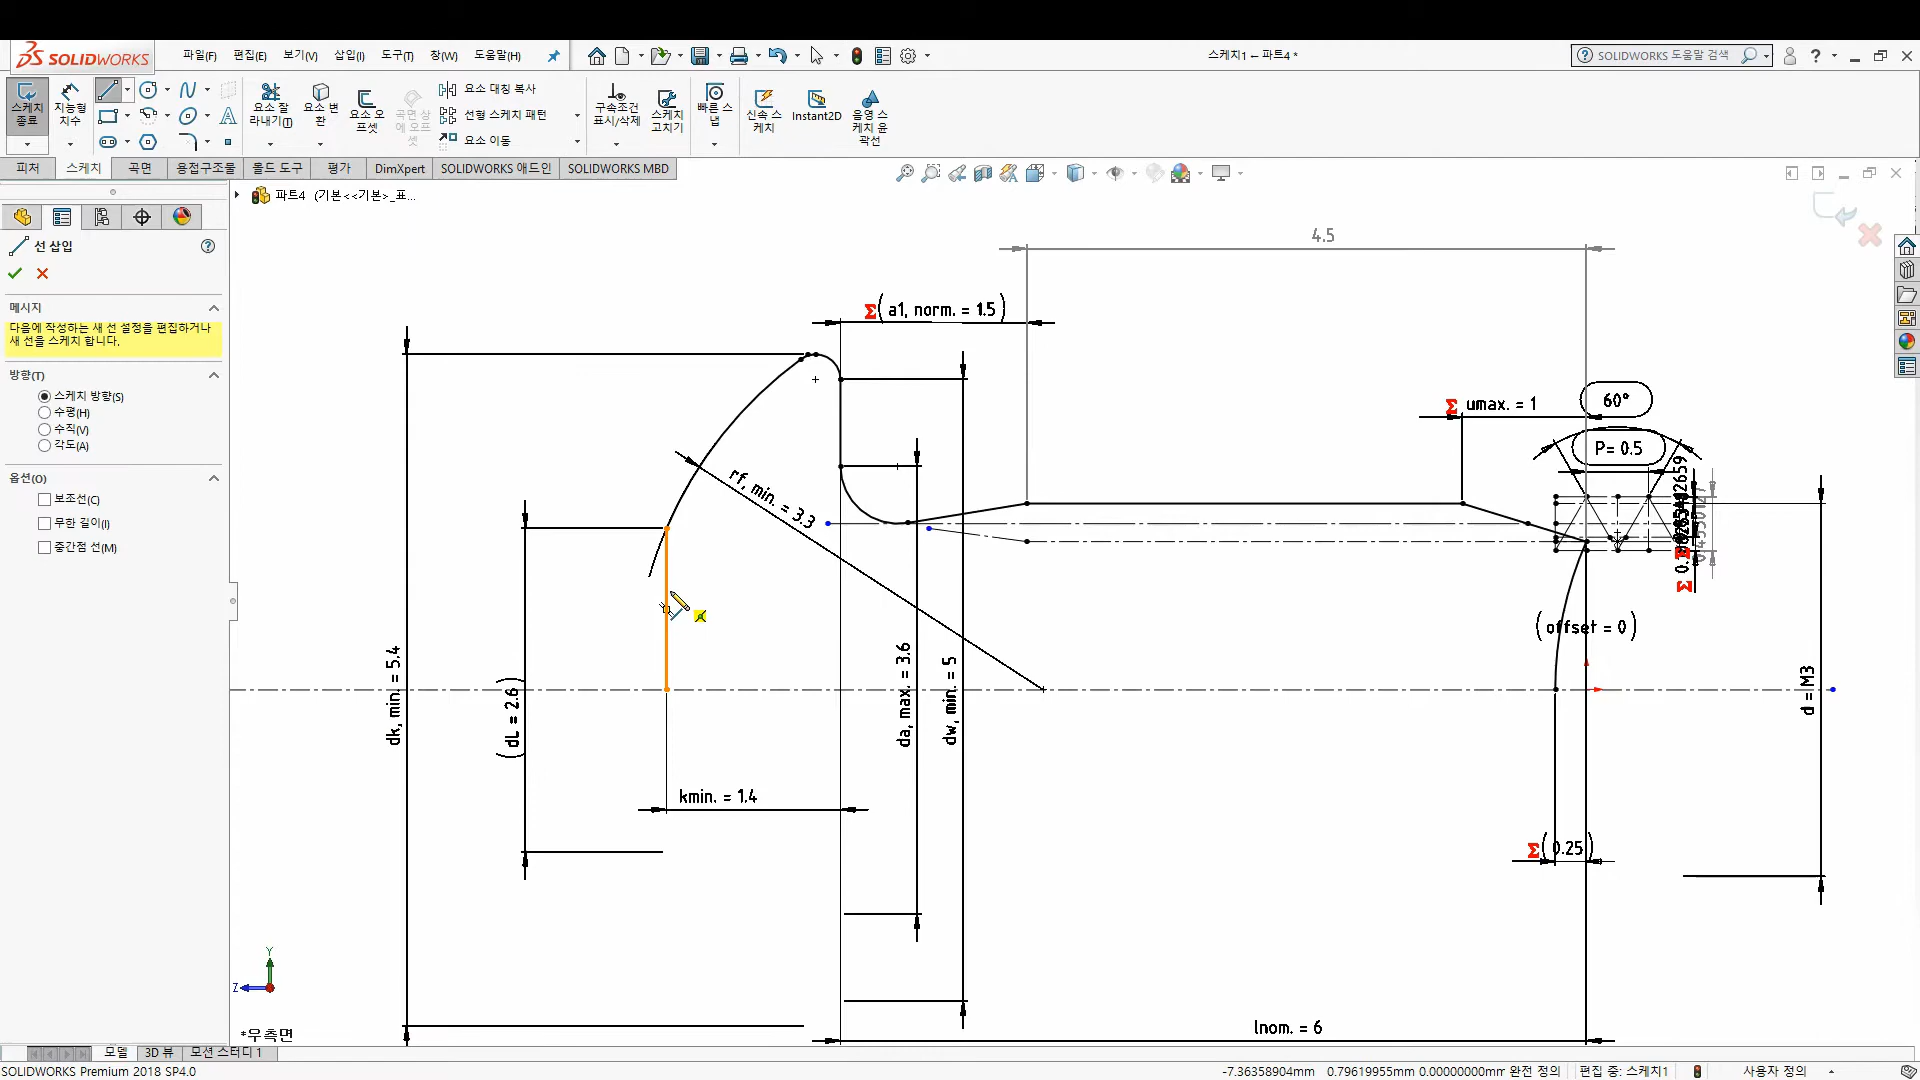 SOLIDWORKS
파일(F)
편집(E)
보기(V)
삽입(I)
도구(T)
창(W)
도움말(H)
스케치1 ← 파트4 *
SOLIDWORKS 도움말 검색
스케치 종료
지능형 치수
요소 잘라내기(T)
요소 변환
요소 오프셋
곡면 상에 오프셋
요소 대칭 복사
선형 스케치 패턴
요소 이동
구속조건 표시/삭제
스케치 고치기
빠른 스냅
신속 스케치
Instant2D
음영 스케치 윤곽선
피처
스케치
곡면
용접구조물
몰드 도구
평가
DimXpert
SOLIDWORKS 애드인
SOLIDWORKS MBD
파트4 (기본<<기본>_표...
선 삽입
메시지
다음에 작성하는 새 선 설정을 편집하거나
새 선을 스케치 합니다.
방향(T)
스케치 방향(S)
수평(H)
수직(V)
각도(A)
옵션(O)
보조선(C)
무한 길이(I)
중간점 선(M)
4.5
Σ(a1, norm. = 1.5)
Σ umax. = 1
60°
P= 0.5
rf, min. = 3.3
(offset = 0)
dk, min. = 5.4
(dL = 2.6)
da, max. = 3.6
dw, min. = 5
d = M3
kmin. = 1.4
Σ(0.25)
lnom. = 6
Y
Z
*우측면
모델
3D 뷰
모션 스터디 1
SOLIDWORKS Premium 2018 SP4.0
-7.36358904mm
0.79619955mm
0.00000000mm
완전 정의
편집 중: 스케치1
사용자 정의